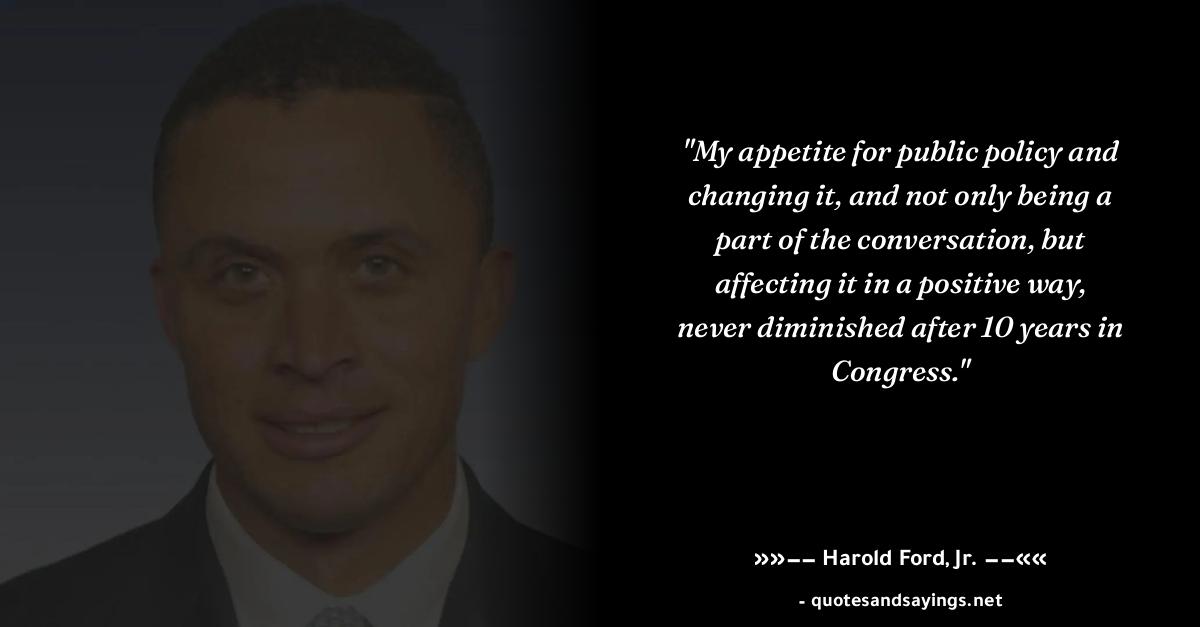 "My appetite for public policy and
changing it, and not only being a
part of the conversation, but
affecting it in a positive way,
never diminished after 10 years in
Congress."
»»–– Harold Ford, Jr. ––««
- quotesandsayings.net